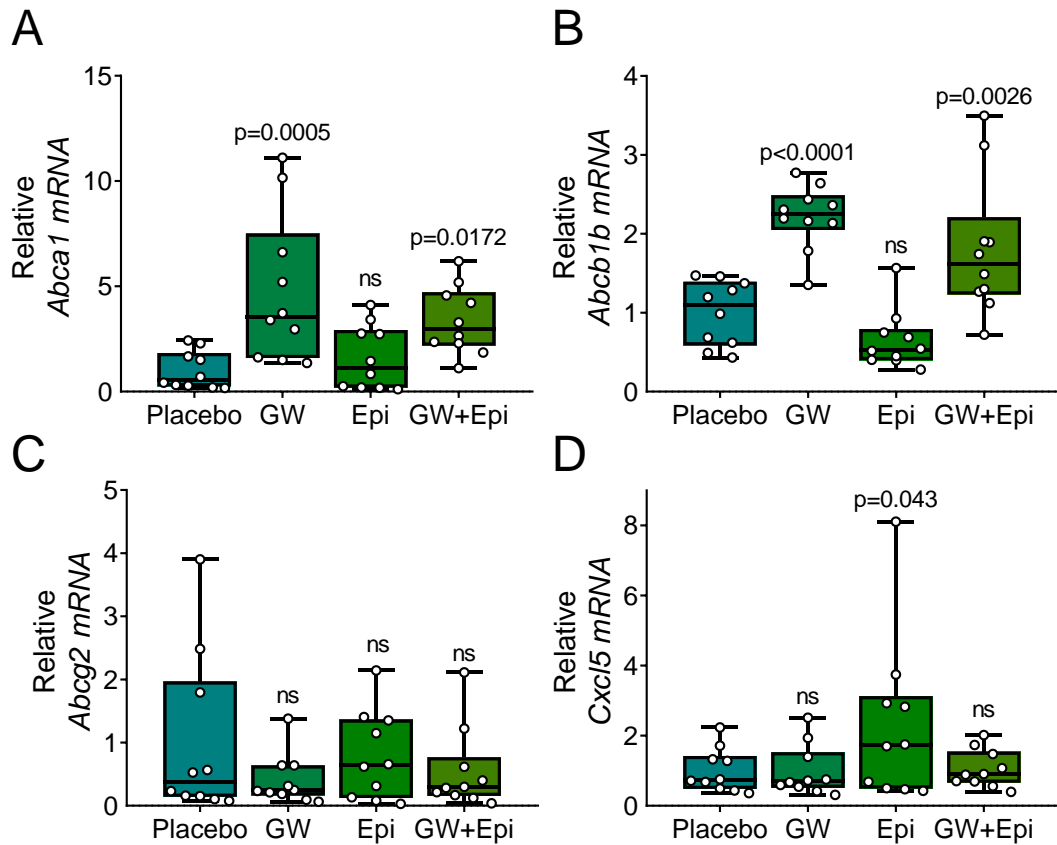 A
Relative
Abca1 mRNA
15
10
5
0
p=0.0005
ns
p=0.0172
Placebo
GW
Epi
GW+Epi
B
Relative
Abcb1b mRNA
4
3
2
1
0
p<0.0001
ns
p=0.0026
Placebo
GW
Epi
GW+Epi
C
Relative
Abcg2 mRNA
5
4
3
2
1
0
ns
ns
ns
Placebo
GW
Epi
GW+Epi
D
Relative
Cxcl5 mRNA
8
6
4
2
0
ns
p=0.043
ns
Placebo
GW
Epi
GW+Epi